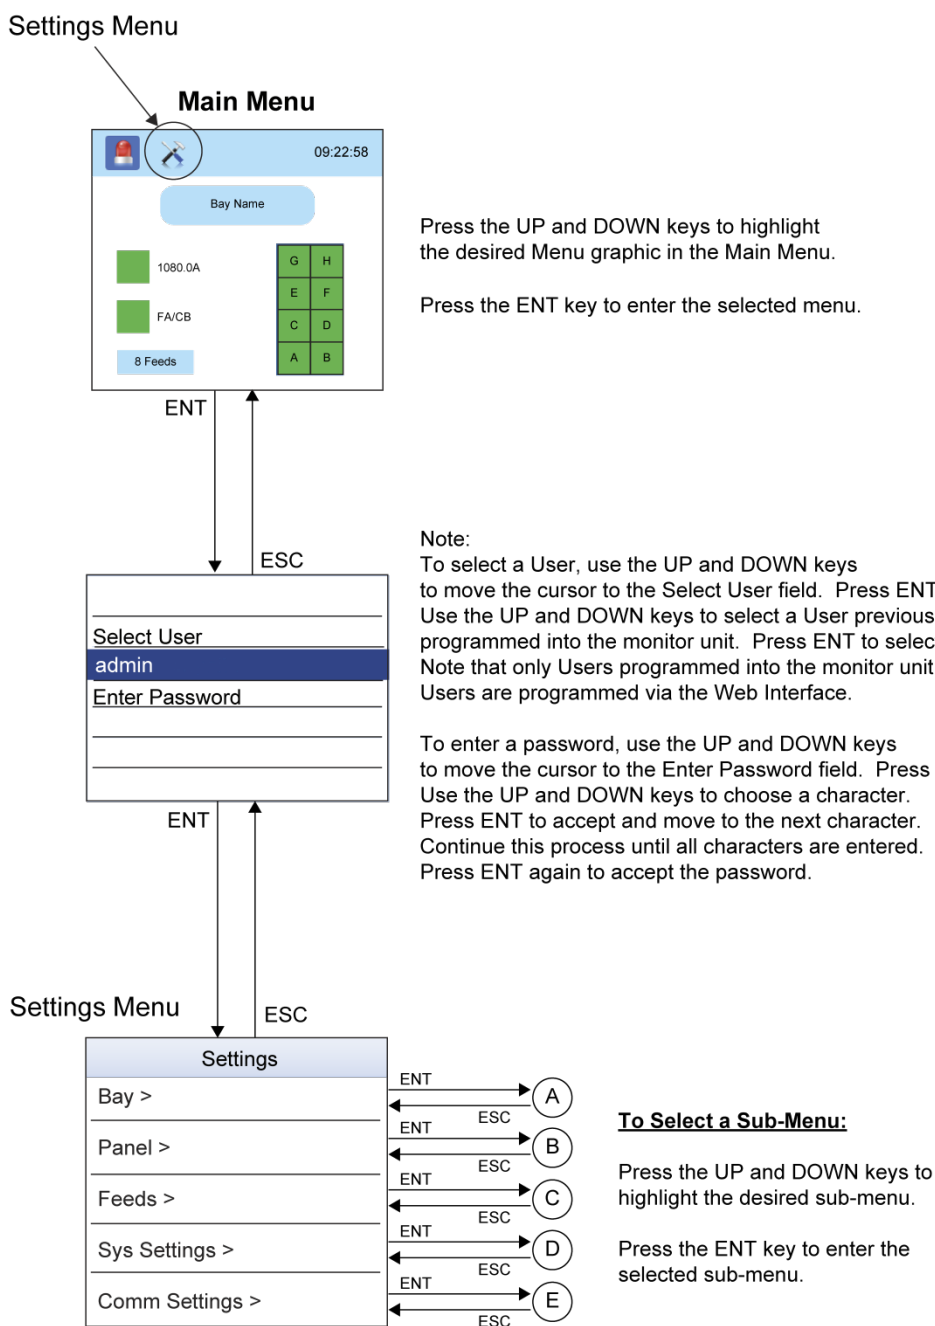 Settings Menu
Main Menu
09:22:58
Bay Name
1080.0A
FA/CB
8 Feeds
G H
E F
C D
A B
Press the UP and DOWN keys to highlight
the desired Menu graphic in the Main Menu.
Press the ENT key to enter the selected menu.
ENT
ESC
Select User
admin
Enter Password
Note:
To select a User, use the UP and DOWN keys
to move the cursor to the Select User field. Press ENT
Use the UP and DOWN keys to select a User previous
programmed into the monitor unit. Press ENT to selec
Note that only Users programmed into the monitor unit
Users are programmed via the Web Interface.
To enter a password, use the UP and DOWN keys
to move the cursor to the Enter Password field. Press
Use the UP and DOWN keys to choose a character.
Press ENT to accept and move to the next character.
Continue this process until all characters are entered.
Press ENT again to accept the password.
ENT
ESC
Settings Menu
Settings
Bay >
ENT
ESC
A
Panel >
ENT
ESC
B
Feeds >
ENT
ESC
C
Sys Settings >
ENT
ESC
D
Comm Settings >
ENT
ESC
E
To Select a Sub-Menu:
Press the UP and DOWN keys to
highlight the desired sub-menu.
Press the ENT key to enter the
selected sub-menu.